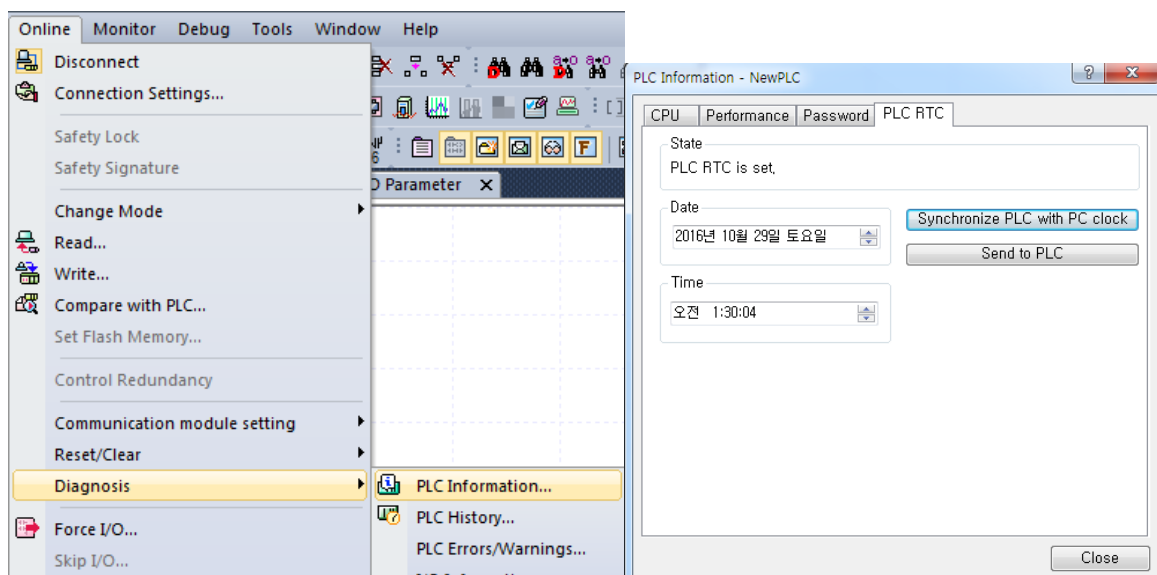 Online Monitor Debug Tools Window Help
Disconnect
Connection Settings...
Safety Lock
Safety Signature
Parameter
Change Mode
Read...
Write...
Compare with PLC...
Set Flash Memory...
Control Redundancy
Communication module setting
Reset/Clear
Diagnosis
Force I/O...
Skip I/O...
PLC Information...
PLC History...
PLC Errors/Warnings...
PLC Information - NewPLC
CPU Performance Password PLC RTC
State
PLC RTC is set,
Date
2016년 10월 29일 토요일
Synchronize PLC with PC clock
Send to PLC
Time
오전 1:30:04
Close